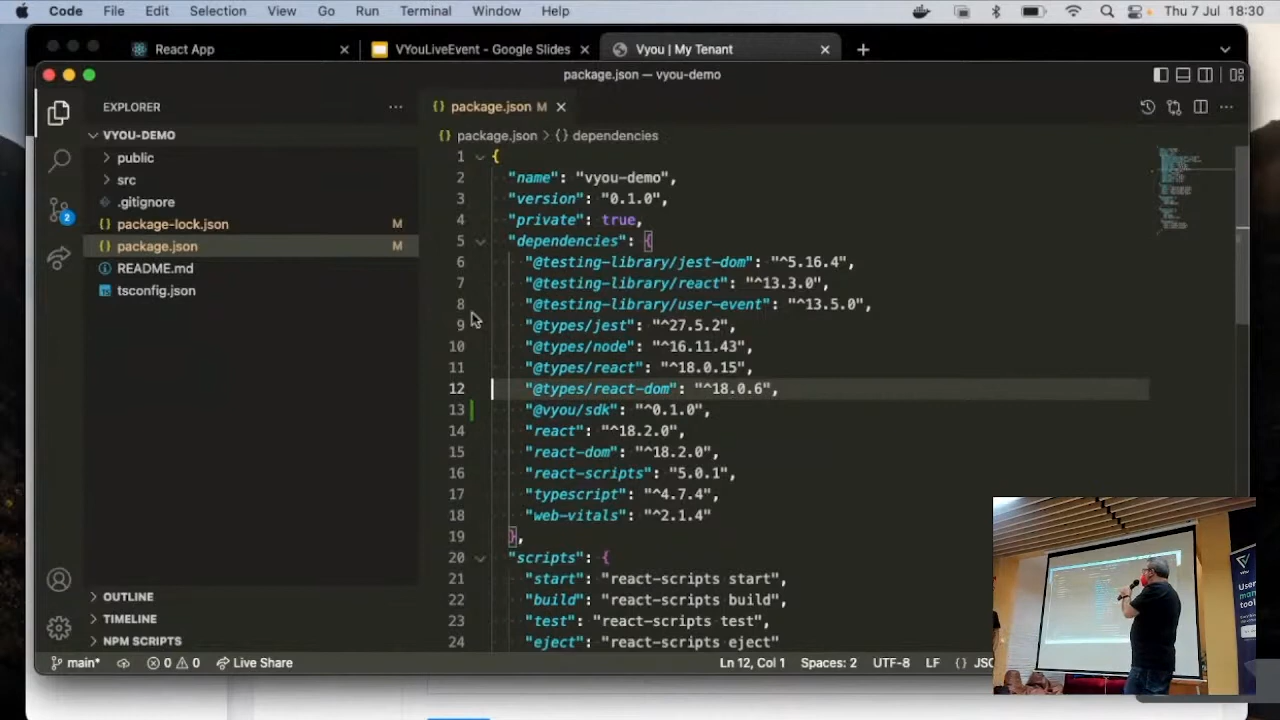 Code File Edit Selection View Go Run Terminal Window Help Thu 7 Jul 18:30
React App VYouLiveEvent - Google Slides Vyou | My Tenant
package.json — vyou-demo
EXPLORER
VYOU-DEMO
public
src
.gitignore
package-lock.json M
package.json M
README.md
tsconfig.json
OUTLINE
TIMELINE
NPM SCRIPTS
2
{} package.json M
{} package.json > {} dependencies
1 {
2 "name": "vyou-demo",
3 "version": "0.1.0",
4 "private": true,
5 "dependencies": {
6 "@testing-library/jest-dom": "^5.16.4",
7 "@testing-library/react": "^13.3.0",
8 "@testing-library/user-event": "^13.5.0",
9 "@types/jest": "^27.5.2",
10 "@types/node": "^16.11.43",
11 "@types/react": "^18.0.15",
12 "@types/react-dom": "^18.0.6",
13 "@vyou/sdk": "^0.1.0",
14 "react": "^18.2.0",
15 "react-dom": "^18.2.0",
16 "react-scripts": "5.0.1",
17 "typescript": "^4.7.4",
18 "web-vitals": "^2.1.4"
19 },
20 "scripts": {
21 "start": "react-scripts start",
22 "build": "react-scripts build",
23 "test": "react-scripts test",
24 "eject": "react-scripts eject"
main* 0 0 Live Share Ln 12, Col 1 Spaces: 2 UTF-8 LF {} JSO